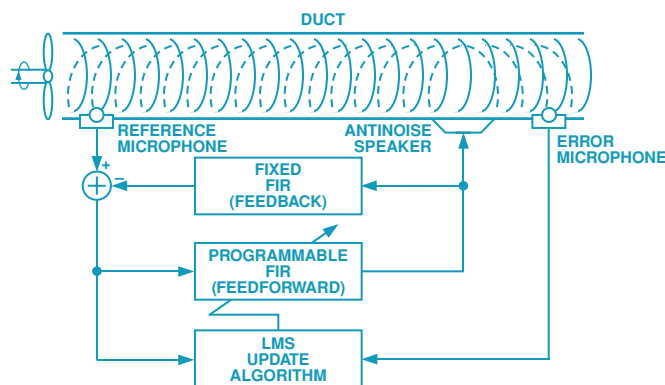 DUCT
REFERENCE
MICROPHONE
ANTINOISE
SPEAKER
ERROR
MICROPHONE
+
–
FIXED
FIR
(FEEDBACK)
PROGRAMMABLE
FIR
(FEEDFORWARD)
LMS
UPDATE
ALGORITHM